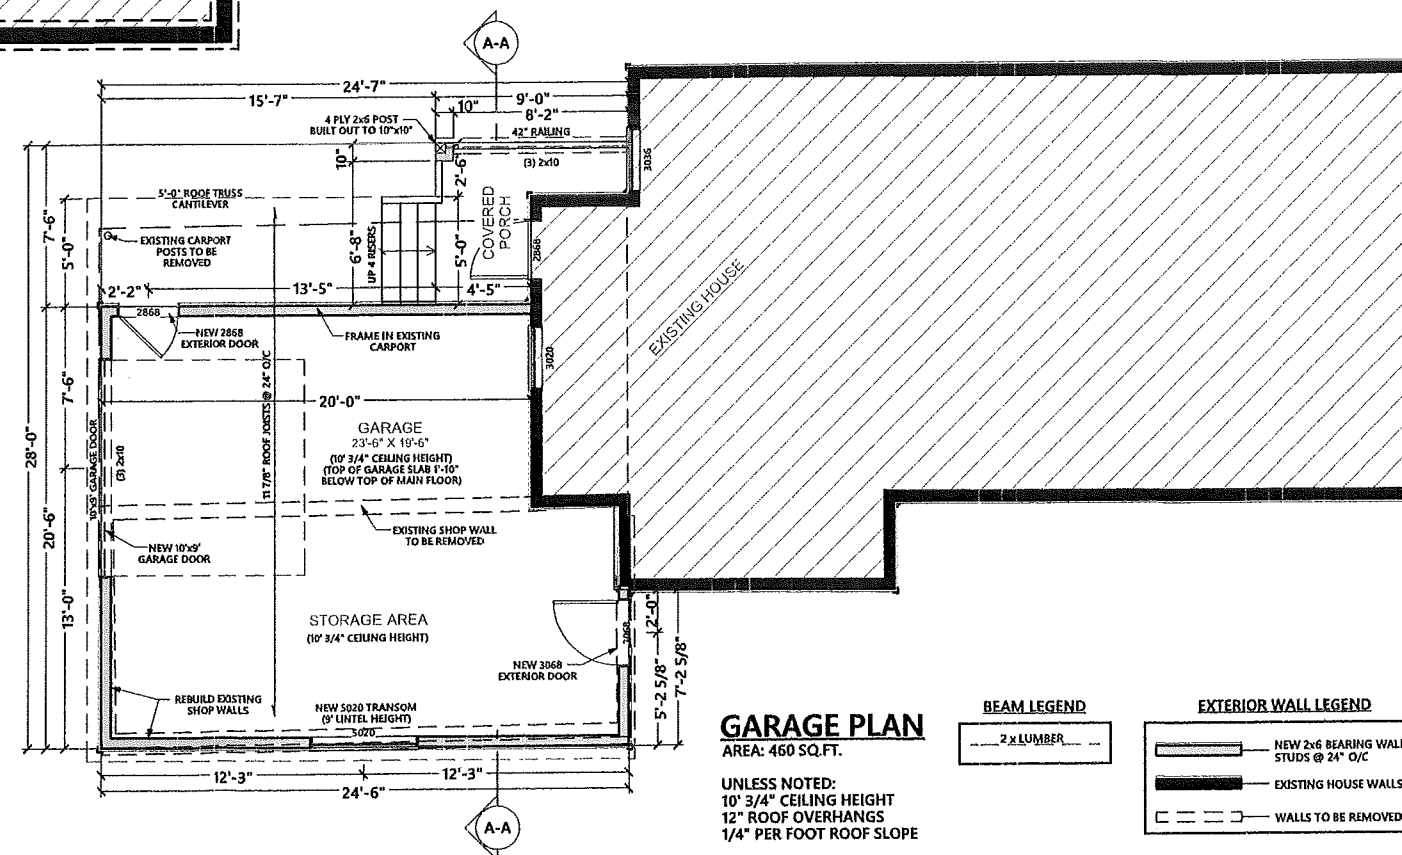 A-A
24'-7"
15'-7"
9'-0"
10"
8'-2"
4 PLY 2x6 POST
BUILT OUT TO 10"x10"
42" RAILING
(3) 2x10
3036
10"
2'-6"
5'-0" ROOF TRUSS
CANTILEVER
COVERED
PORCH
7'-6"
5'-0"
EXISTING CARPORT
POSTS TO BE
REMOVED
6'-8"
UP 4 RISERS
5'-0"
2868
2'-2"
13'-5"
4'-5"
2868
NEW 2868
EXTERIOR DOOR
FRAME IN EXISTING
CARPORT
EXISTING HOUSE
3020
11 7/8" ROOF JOISTS @ 24" O/C
7'-6"
20'-0"
28'-0"
10'x9' GARAGE DOOR
(3) 2x10
GARAGE
23'-6" X 19'-6"
(10' 3/4" CEILING HEIGHT)
(TOP OF GARAGE SLAB 1'-10"
BELOW TOP OF MAIN FLOOR)
20'-6"
EXISTING SHOP WALL
TO BE REMOVED
NEW 10'x9'
GARAGE DOOR
13'-0"
STORAGE AREA
(10' 3/4" CEILING HEIGHT)
3068
2'-0"
NEW 3068
EXTERIOR DOOR
5'-2 5/8"
7'-2 5/8"
REBUILD EXISTING
SHOP WALLS
NEW 5020 TRANSOM
(9' LINTEL HEIGHT)
5020
12'-3"
12'-3"
24'-6"
A-A
GARAGE PLAN
AREA: 460 SQ.FT.
UNLESS NOTED:
10' 3/4" CEILING HEIGHT
12" ROOF OVERHANGS
1/4" PER FOOT ROOF SLOPE
BEAM LEGEND
2 x LUMBER
EXTERIOR WALL LEGEND
NEW 2x6 BEARING WALL
STUDS @ 24" O/C
EXISTING HOUSE WALLS
WALLS TO BE REMOVED